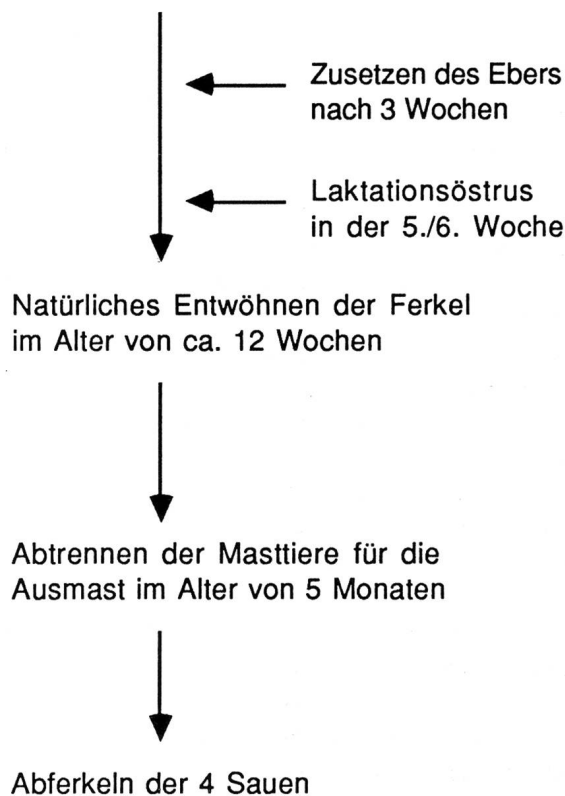 Zusetzen des Ebers
nach 3 Wochen
Laktationsöstrus
in der 5./6. Woche
Natürliches Entwöhnen der Ferkel
im Alter von ca. 12 Wochen
Abtrennen der Masttiere für die
Ausmast im Alter von 5 Monaten
Abferkeln der 4 Sauen